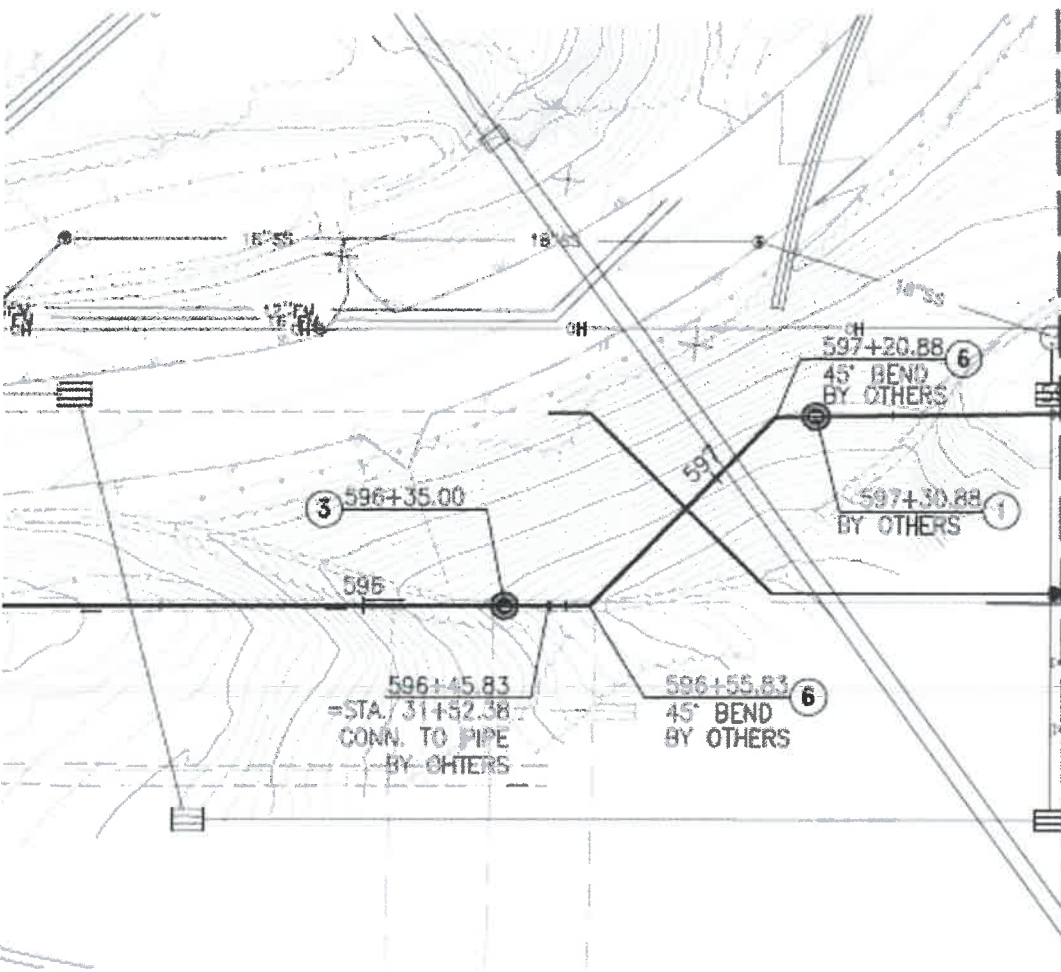 16"SS
18"SS
18"SS
OH
OH
OH
597+20.88 6
45° BEND
BY OTHERS
597
3 596+35.00
597+30.88 1
BY OTHERS
596
596+45.83
=STA. 31+52.38
CONN. TO PIPE
BY OHTERS
596+55.83 6
45° BEND
BY OTHERS